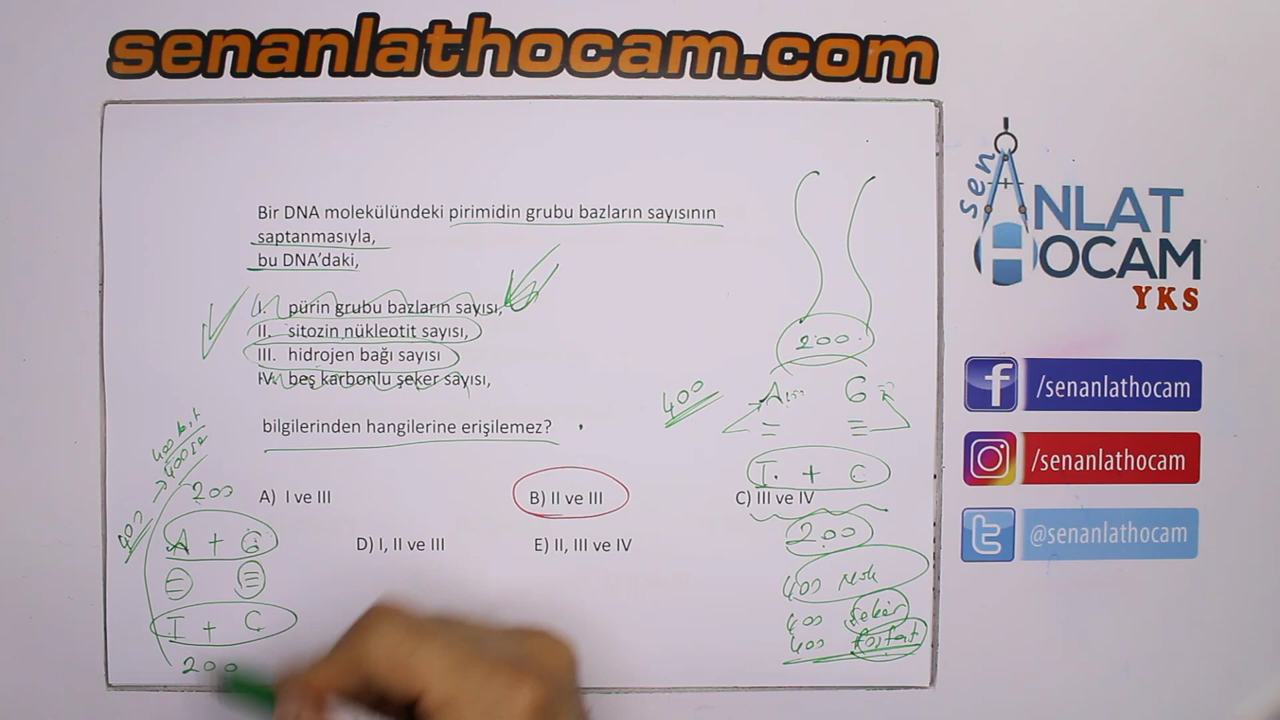 senanlathocam.com
Bir DNA molekülündeki pirimidin grubu bazların sayısının
saptanmasıyla,
bu DNA'daki,
I. pürin grubu bazların sayısı,
II. sitozin nükleotit sayısı,
III. hidrojen bağı sayısı
IV. beş karbonlu şeker sayısı,
bilgilerinden hangilerine erişilemez?
A) I ve III
B) II ve III
C) III ve IV
D) I, II ve III
E) II, III ve IV
200
A G
400
T + C
200
400
400 şeker
400 fosfat
200
A + G
T + C
200
400
sen
ANLAT
HOCAM
YKS
/senanlathocam
/senanlathocam
@senanlathocam